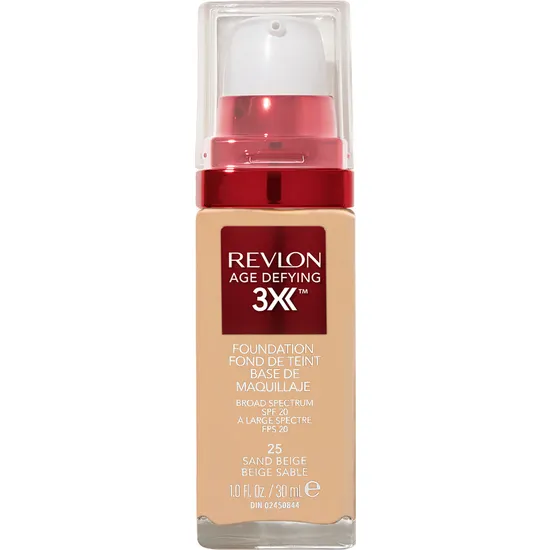 REVLON
AGE DEFYING
3X™
FOUNDATION
FOND DE TEINT
BASE DE
MAQUILLAJE
BROAD SPECTRUM
SPF 20
À LARGE SPECTRE
FPS 20
25
SAND BEIGE
BEIGE SABLE
1.0 fl. Oz. / 30 mL ℮
DIN 02450844